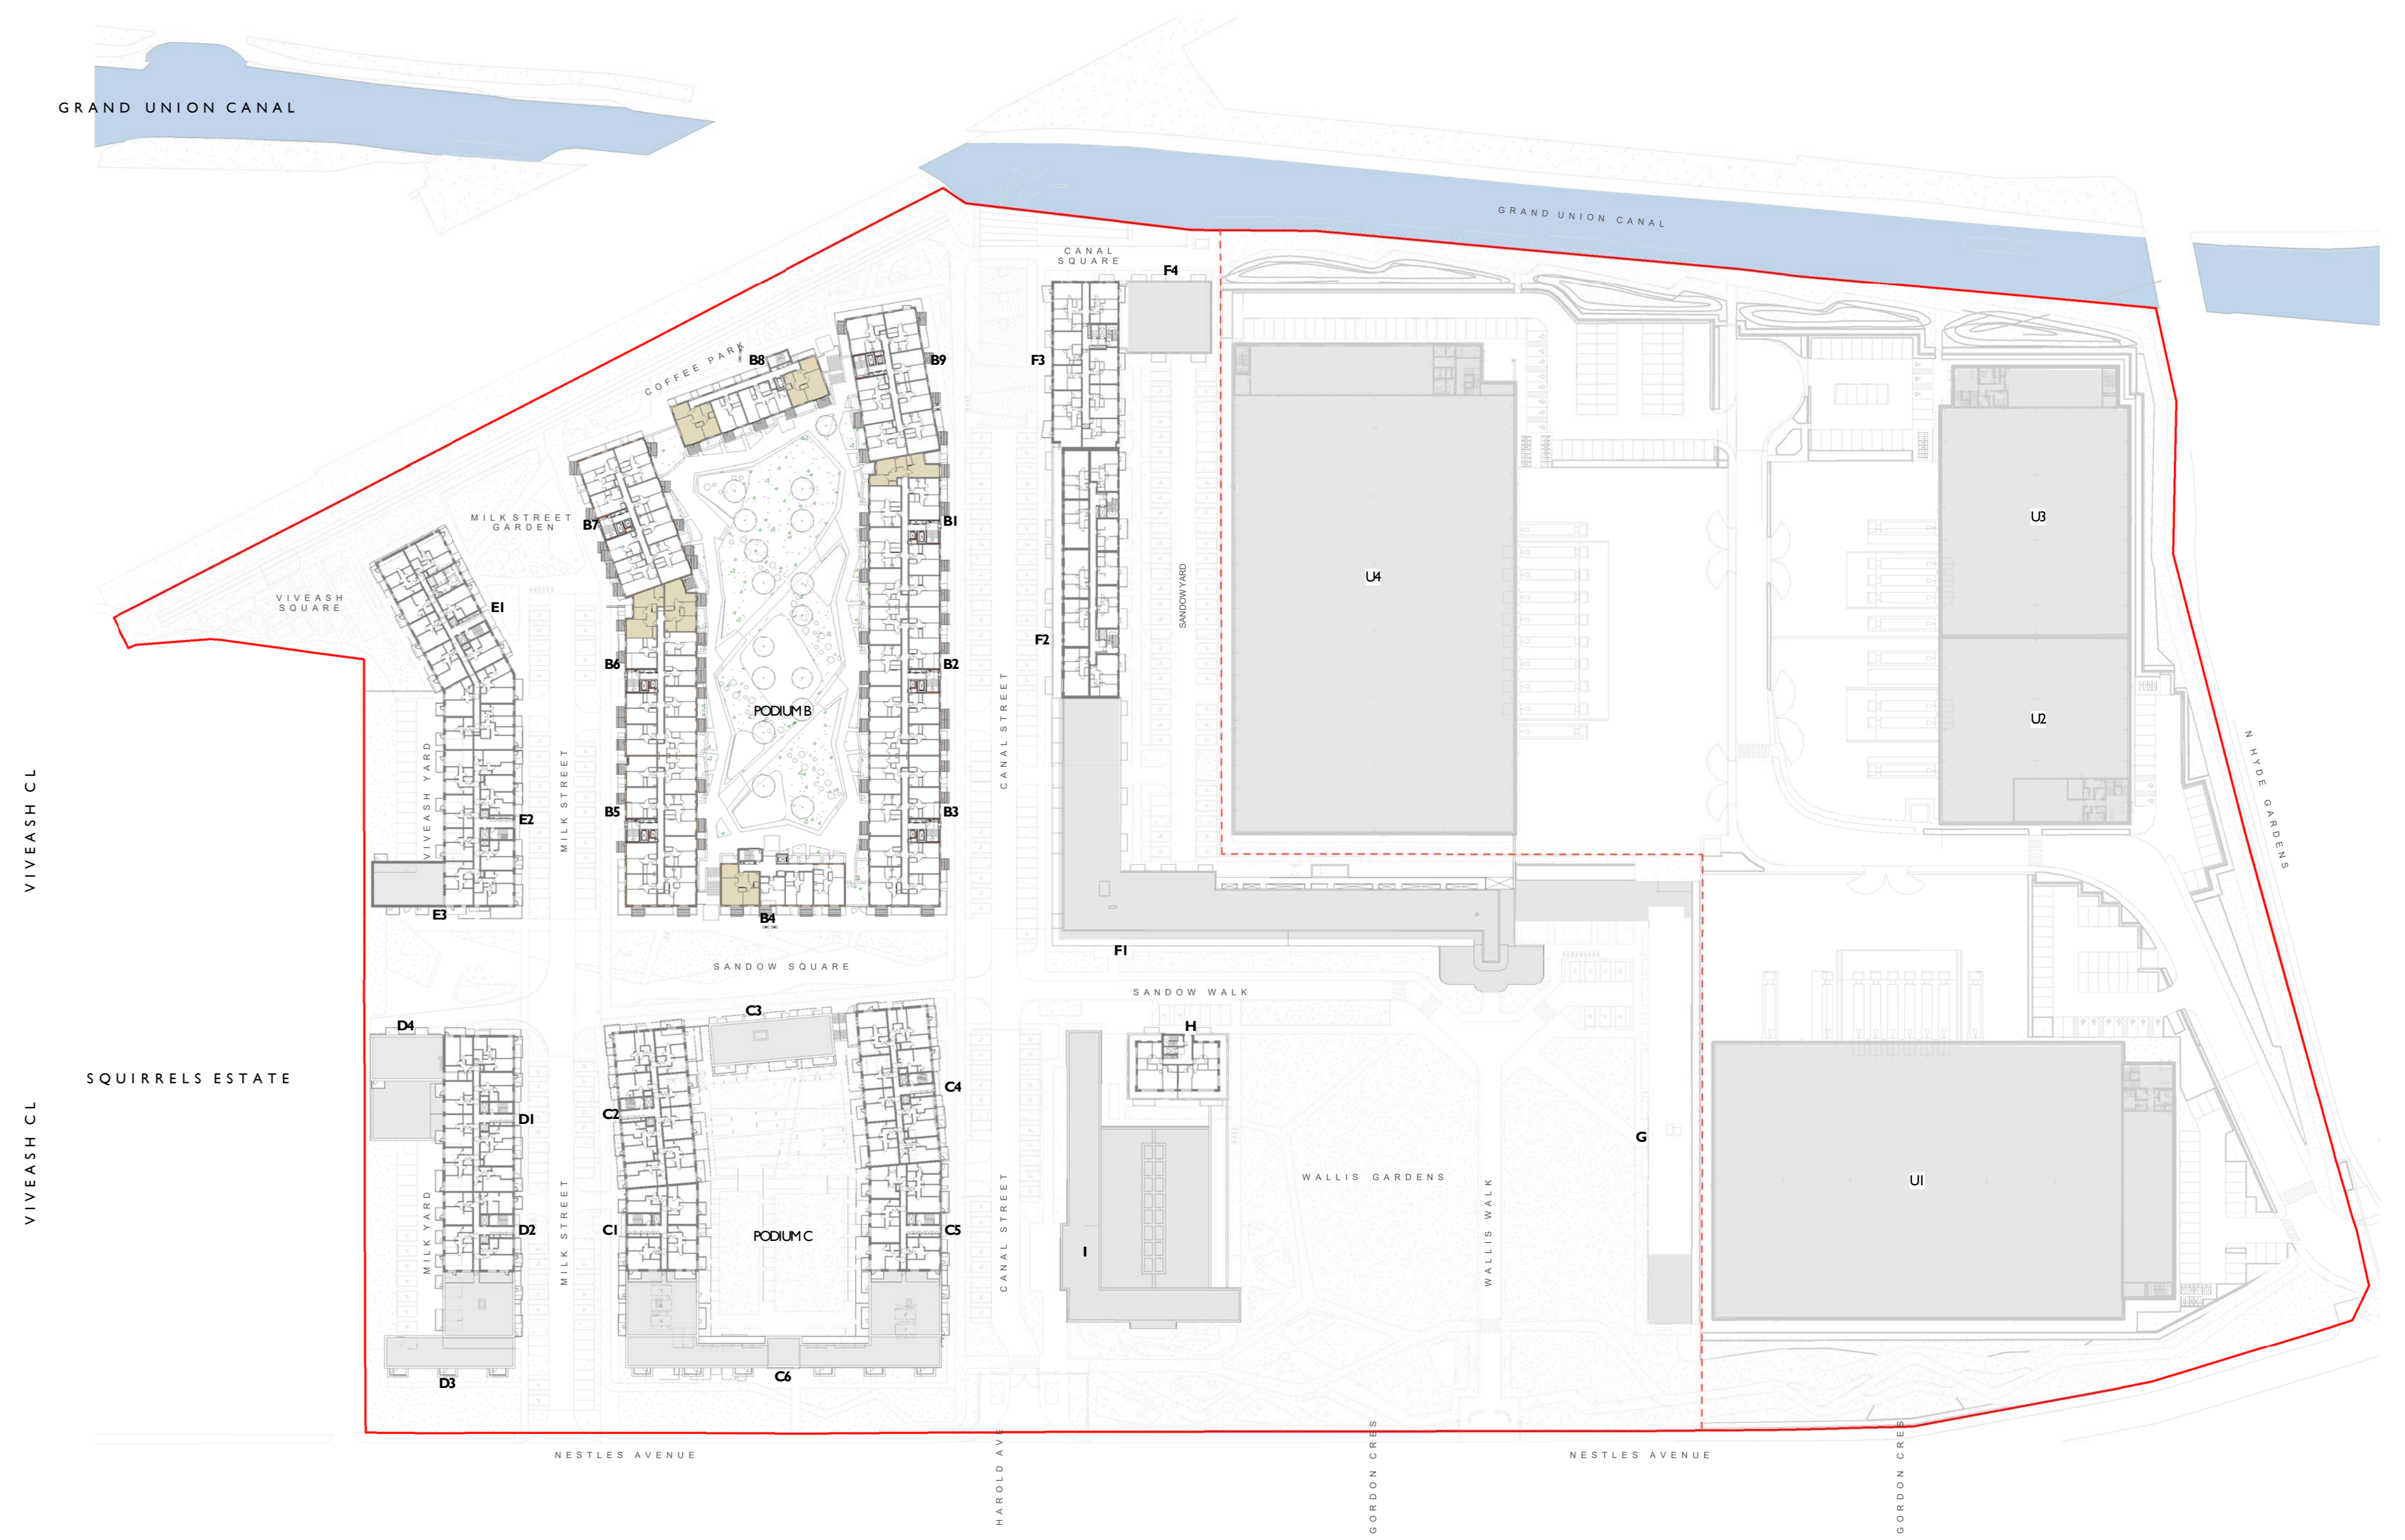 GRAND UNION CANAL
GRAND UNION CANAL
CANAL
SQUARE
F4
COFFEE PARK
B8
B9
F3
MILK STREET
GARDEN
B7
B1
U3
VIVEASH
SQUARE
E1
SANDOW YARD
U4
F2
B6
B2
PODIUM B
U2
CANAL STREET
N HYDE GARDENS
VIVEASH CL
VIVEASH YARD
MILK STREET
E2
B5
B3
E3
B4
F1
SANDOW SQUARE
SANDOW WALK
D4
C3
H
SQUIRRELS ESTATE
C4
D1
C2
G
VIVEASH CL
MILK YARD
D2
MILK STREET
C1
PODIUM C
C5
CANAL STREET
I
WALLIS GARDENS
WALLIS WALK
U1
D3
C6
NESTLES AVENUE
HAROLD AVE
GORDON CRES
NESTLES AVENUE
GORDON CRES